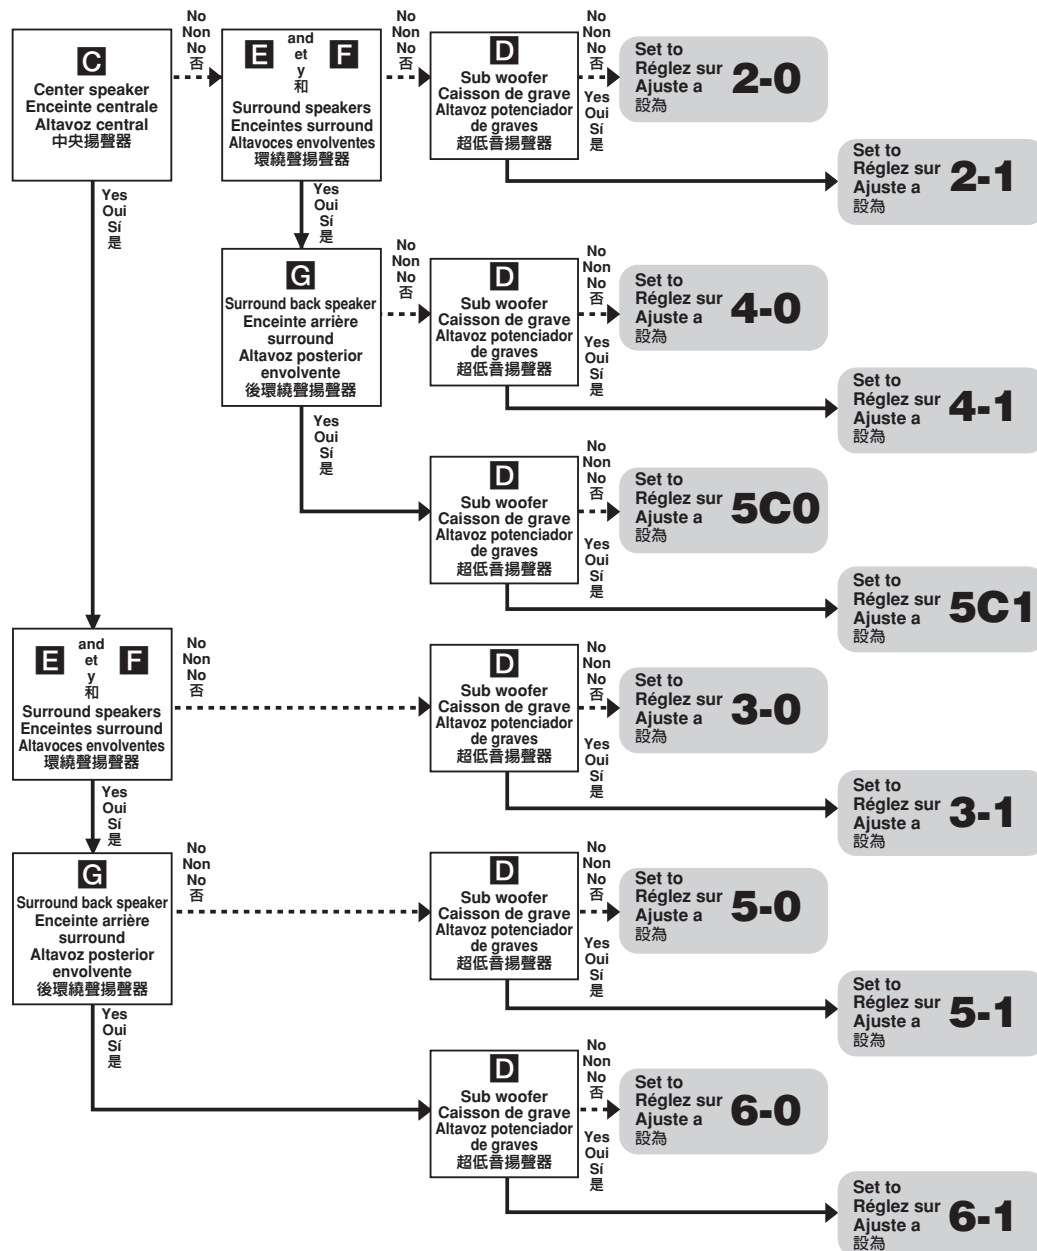 C
Center speaker
Enceinte centrale
Altavoz central
中央揚聲器
No
Non
No
否
E and F
et
y
和
Surround speakers
Enceintes surround
Altavoces envolventes
環繞聲揚聲器
No
Non
No
否
D
Sub woofer
Caisson de grave
Altavoz potenciador
de graves
超低音揚聲器
No
Non
No
否
Set to
Réglez sur
Ajuste a
設為
2-0
Yes
Oui
Sí
是
Set to
Réglez sur
Ajuste a
設為
2-1
Yes
Oui
Sí
是
Yes
Oui
Sí
是
G
Surround back speaker
Enceinte arrière
surround
Altavoz posterior
envolvente
後環繞聲揚聲器
No
Non
No
否
D
Sub woofer
Caisson de grave
Altavoz potenciador
de graves
超低音揚聲器
No
Non
No
否
Set to
Réglez sur
Ajuste a
設為
4-0
Yes
Oui
Sí
是
Set to
Réglez sur
Ajuste a
設為
4-1
Yes
Oui
Sí
是
D
Sub woofer
Caisson de grave
Altavoz potenciador
de graves
超低音揚聲器
No
Non
No
否
Set to
Réglez sur
Ajuste a
設為
5C0
Yes
Oui
Sí
是
Set to
Réglez sur
Ajuste a
設為
5C1
E and F
et
y
和
Surround speakers
Enceintes surround
Altavoces envolventes
環繞聲揚聲器
No
Non
No
否
D
Sub woofer
Caisson de grave
Altavoz potenciador
de graves
超低音揚聲器
No
Non
No
否
Set to
Réglez sur
Ajuste a
設為
3-0
Yes
Oui
Sí
是
Set to
Réglez sur
Ajuste a
設為
3-1
Yes
Oui
Sí
是
G
Surround back speaker
Enceinte arrière
surround
Altavoz posterior
envolvente
後環繞聲揚聲器
No
Non
No
否
D
Sub woofer
Caisson de grave
Altavoz potenciador
de graves
超低音揚聲器
No
Non
No
否
Set to
Réglez sur
Ajuste a
設為
5-0
Yes
Oui
Sí
是
Set to
Réglez sur
Ajuste a
設為
5-1
Yes
Oui
Sí
是
D
Sub woofer
Caisson de grave
Altavoz potenciador
de graves
超低音揚聲器
No
Non
No
否
Set to
Réglez sur
Ajuste a
設為
6-0
Yes
Oui
Sí
是
Set to
Réglez sur
Ajuste a
設為
6-1